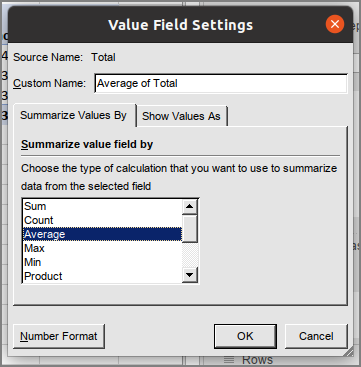 Value Field Settings
Source Name: Total
Custom Name: Average of Total
Summarize Values By Show Values As
Summarize value field by
Choose the type of calculation that you want to use to summarize
data from the selected field
Sum
Count
Average
Max
Min
Product
Number Format OK Cancel
Rows